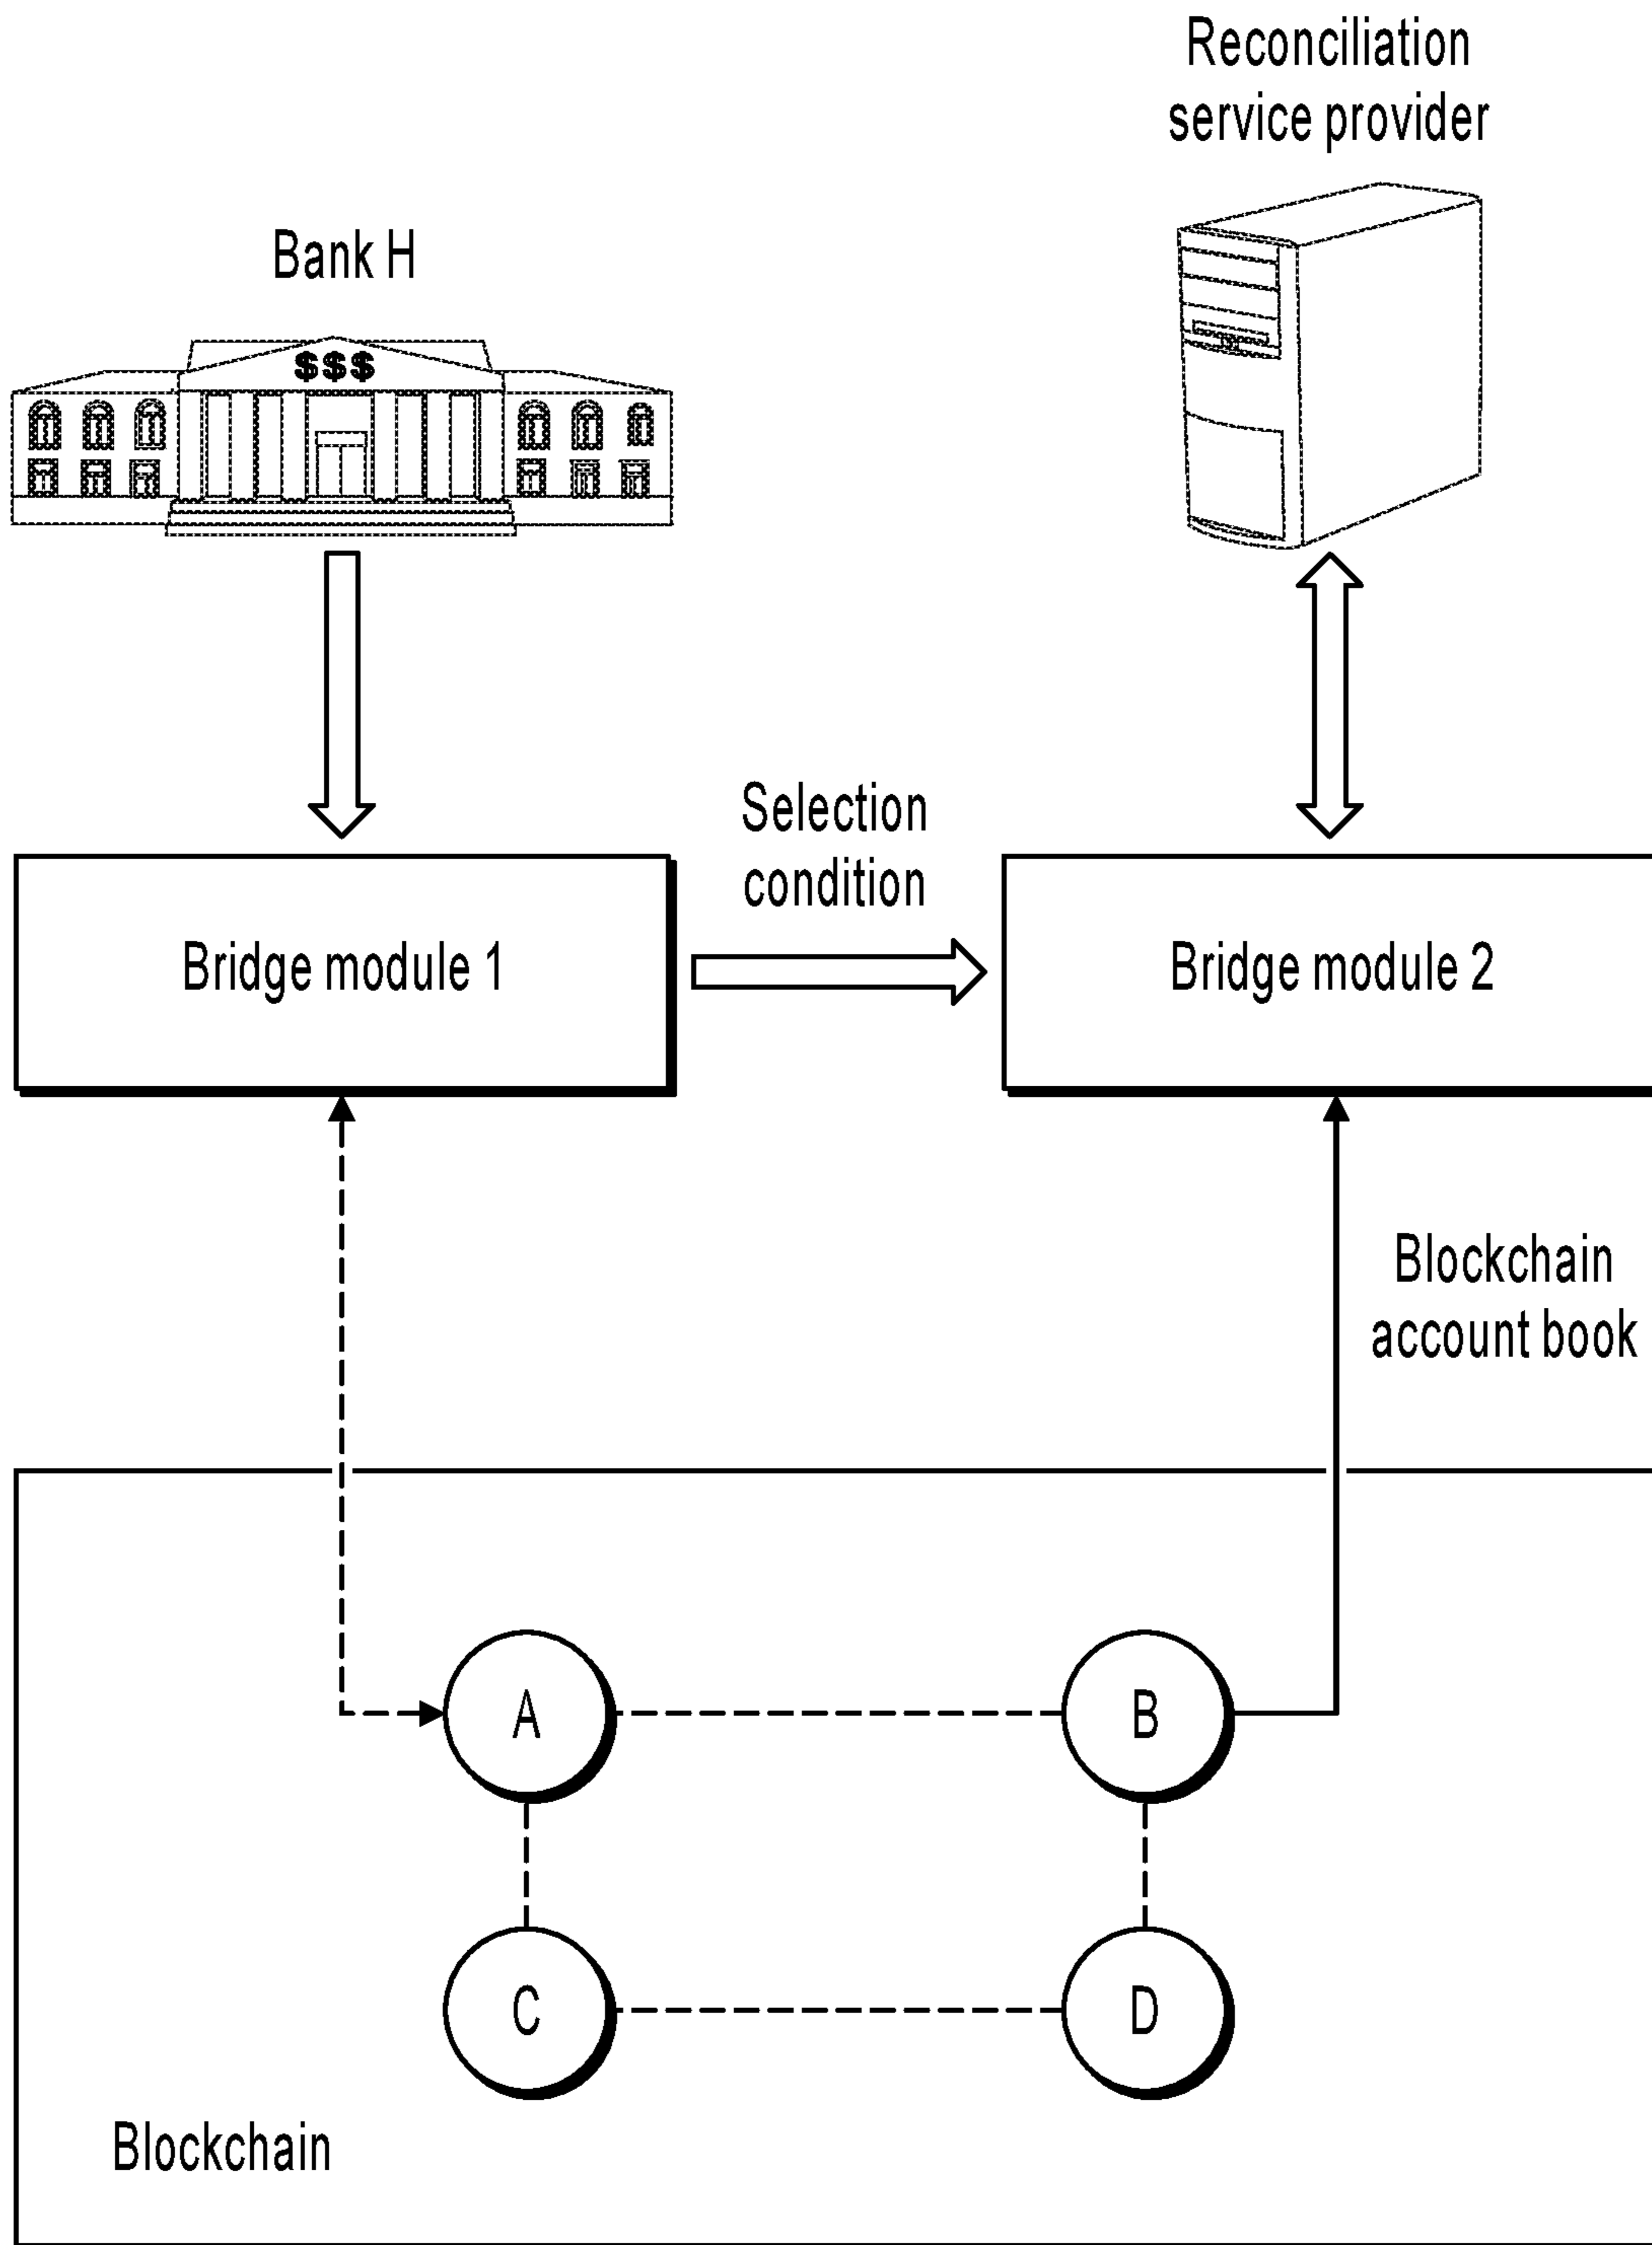 Reconciliation
service provider
Bank H
$$$
Selection
condition
Bridge module 1
Bridge module 2
Blockchain
account book
A
B
C
D
Blockchain